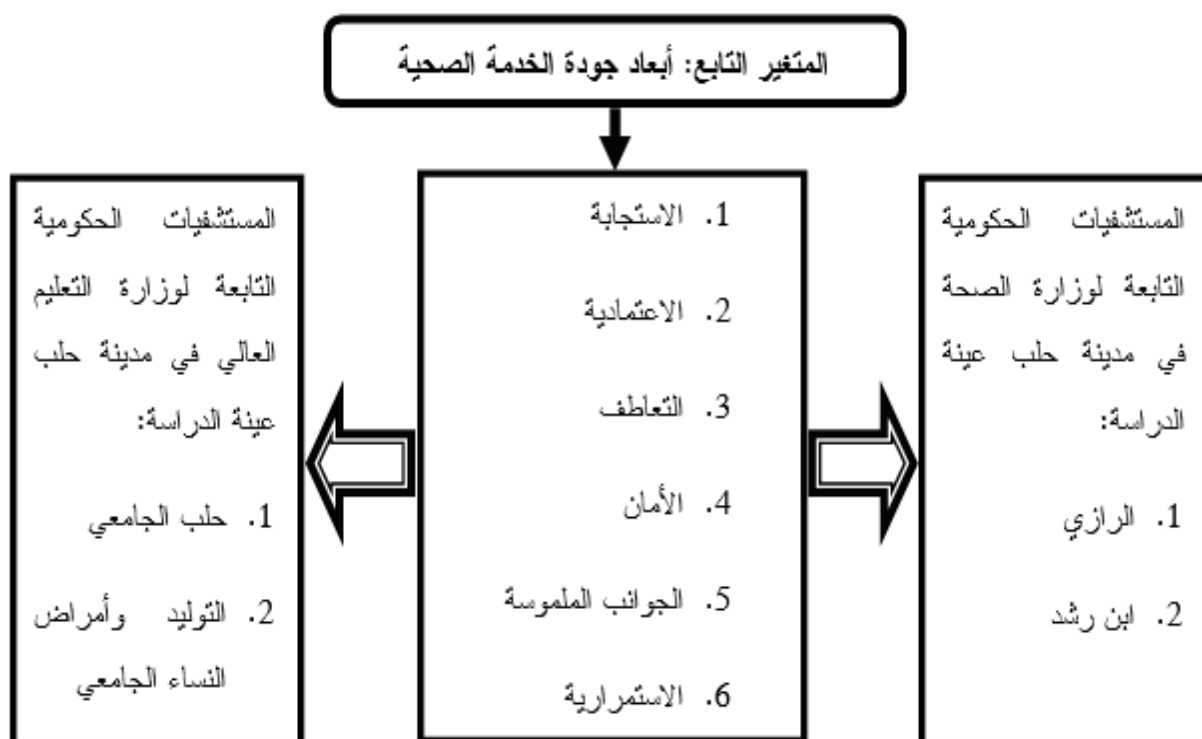 المتغير التابع: أبعاد جودة الخدمة الصحية
المستشفيات الحكومية
التابعة لوزارة الصحة
في مدينة حلب عينة
الدراسة:
1. الرازي
2. ابن رشد
1. الاستجابة
2. الاعتمادية
3. التعاطف
4. الأمان
5. الجوانب الملموسة
6. الاستمرارية
المستشفيات الحكومية
التابعة لوزارة التعليم
العالي في مدينة حلب
عينة الدراسة:
1. حلب الجامعي
2. التوليد وأمراض
النساء الجامعي